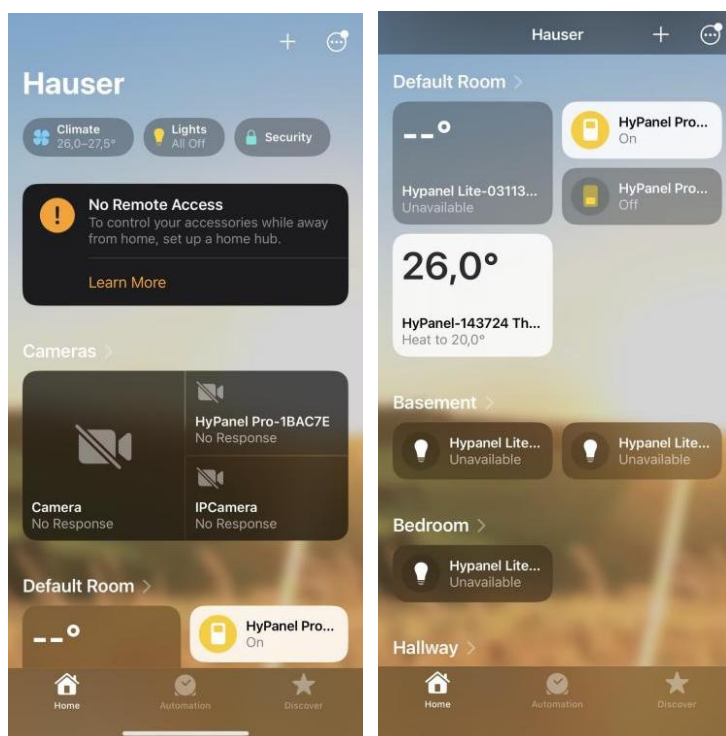 Hauser
Climate
26,0–27,5°
Lights
All Off
Security
No Remote Access
To control your accessories while away
from home, set up a home hub.
Learn More
Cameras
HyPanel Pro-1BAC7E
No Response
Camera
No Response
IPCamera
No Response
Default Room
--°
HyPanel Pro...
On
Home
Automation
Discover
Hauser
Default Room
--°
Hypanel Lite-03113...
Unavailable
HyPanel Pro...
On
HyPanel Pro...
Off
26,0°
HyPanel-143724 Th...
Heat to 20,0°
Basement
Hypanel Lite...
Unavailable
Hypanel Lite...
Unavailable
Bedroom
Hypanel Lite...
Unavailable
Hallway
Home
Automation
Discover